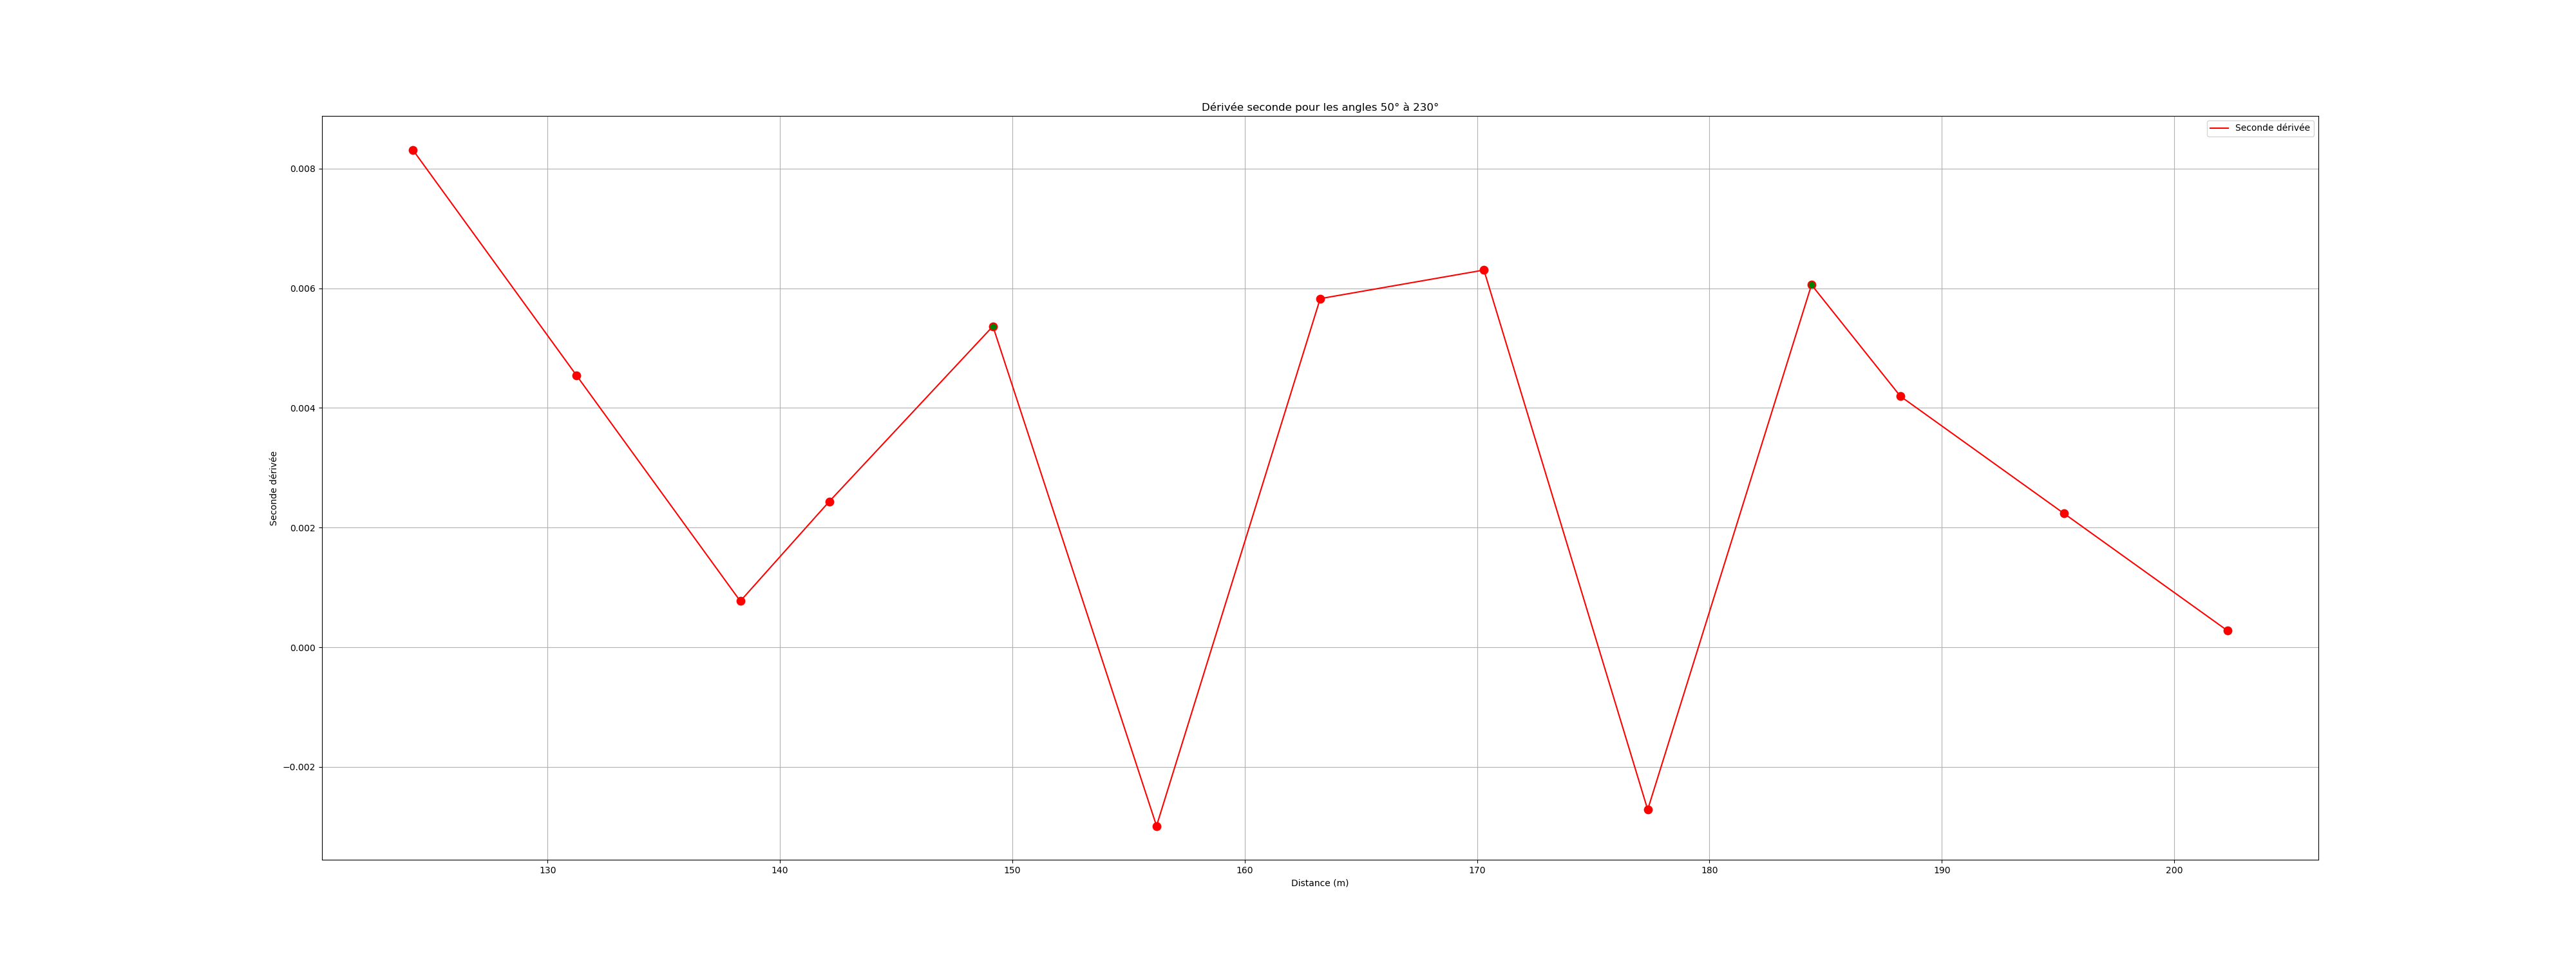 Dérivée seconde pour les angles 50° à 230°
Seconde dérivée
0.008
0.006
0.004
0.002
0.000
−0.002
Seconde dérivée
130 140 150 160 170 180 190 200
Distance (m)